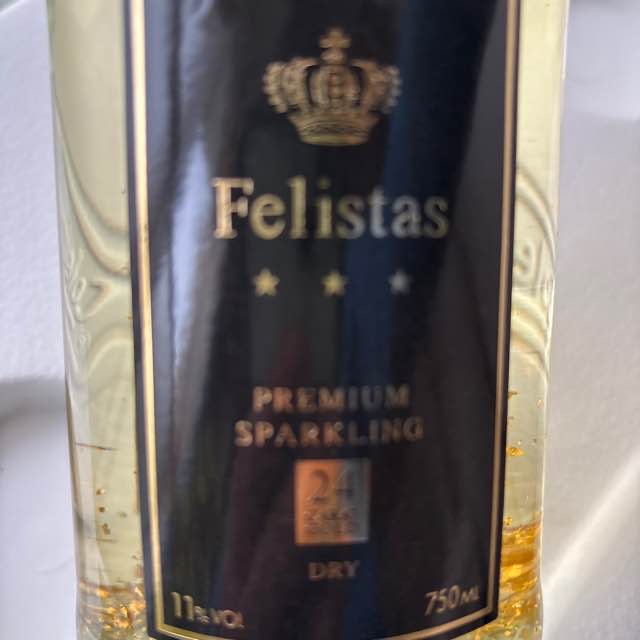 Felistas
PREMIUM
SPARKLING
24
DRY
11% VOL
750ML